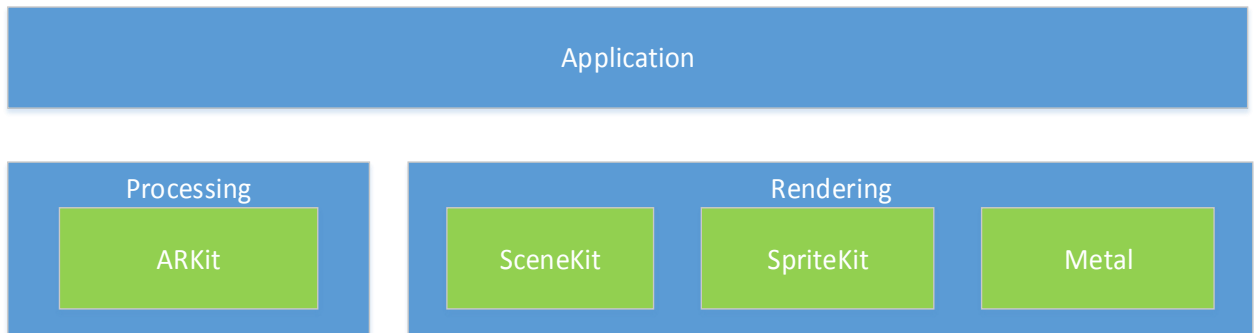 Application
Processing
Rendering
ARKit
SceneKit
SpriteKit
Metal